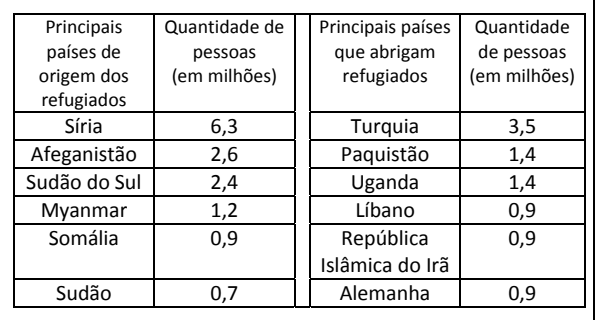 Principais países de origem dos refugiados | Quantidade de pessoas (em milhões) | Principais países que abrigam refugiados | Quantidade de pessoas (em milhões)
Síria | 6,3 | Turquia | 3,5
Afeganistão | 2,6 | Paquistão | 1,4
Sudão do Sul | 2,4 | Uganda | 1,4
Myanmar | 1,2 | Líbano | 0,9
Somália | 0,9 | República Islâmica do Irã | 0,9
Sudão | 0,7 | Alemanha | 0,9